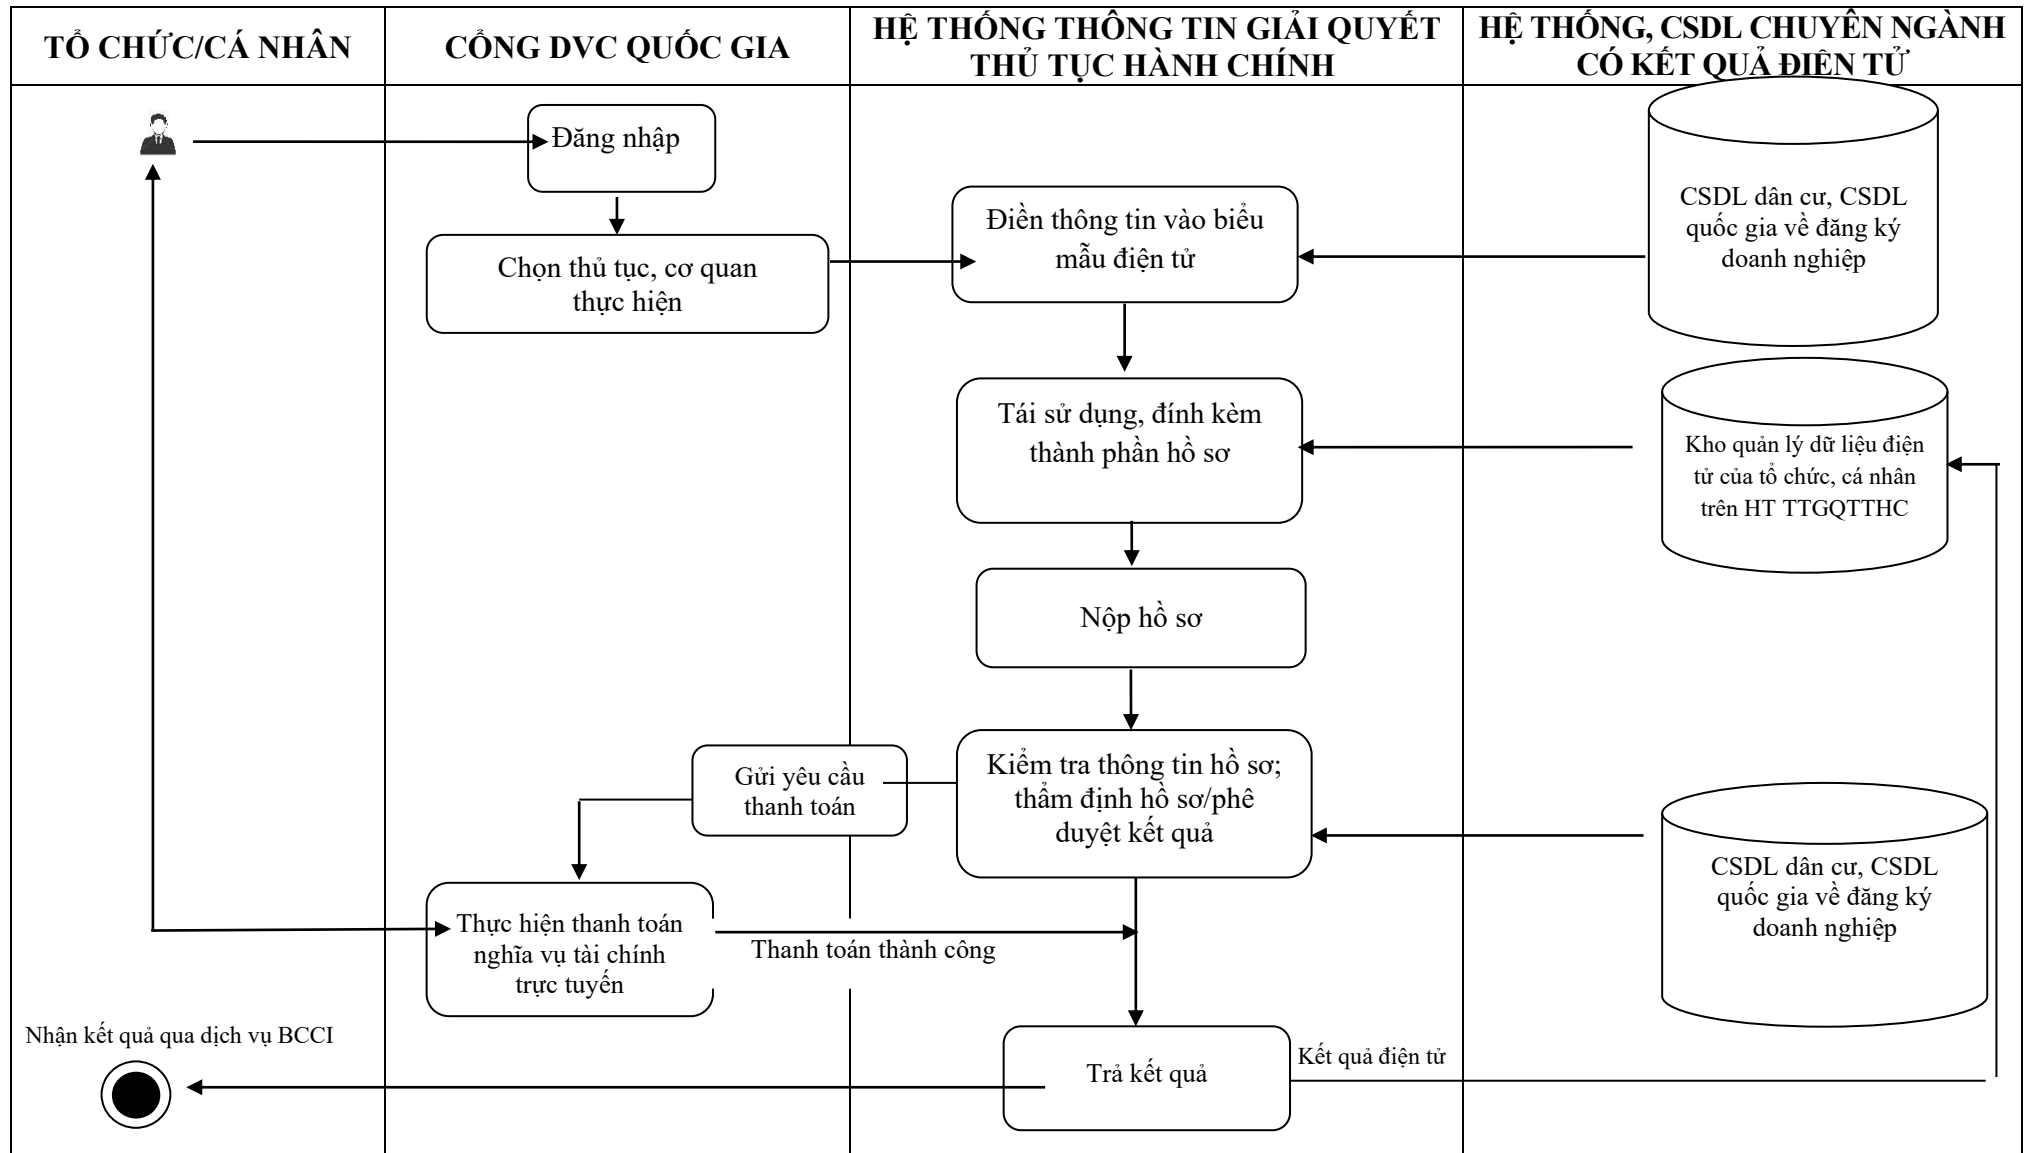 TỔ CHỨC/CÁ NHÂN
CỔNG DVC QUỐC GIA
HỆ THỐNG THÔNG TIN GIẢI QUYẾT
THỦ TỤC HÀNH CHÍNH
HỆ THỐNG, CSDL CHUYÊN NGÀNH
CÓ KẾT QUẢ ĐIỆN TỬ
Đăng nhập
Chọn thủ tục, cơ quan
thực hiện
Điền thông tin vào biểu
mẫu điện tử
CSDL dân cư, CSDL
quốc gia về đăng ký
doanh nghiệp
Tái sử dụng, đính kèm
thành phần hồ sơ
Kho quản lý dữ liệu điện
tử của tổ chức, cá nhân
trên HT TTGQTTHC
Nộp hồ sơ
Gửi yêu cầu
thanh toán
Kiểm tra thông tin hồ sơ;
thẩm định hồ sơ/phê
duyệt kết quả
CSDL dân cư, CSDL
quốc gia về đăng ký
doanh nghiệp
Thực hiện thanh toán
nghĩa vụ tài chính
trực tuyến
Thanh toán thành công
Nhận kết quả qua dịch vụ BCCI
Trả kết quả
Kết quả điện tử